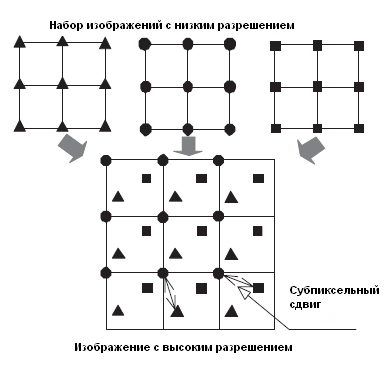 Набор изображений с низким разрешением
Субпиксельный
сдвиг
Изображение с высоким разрешением